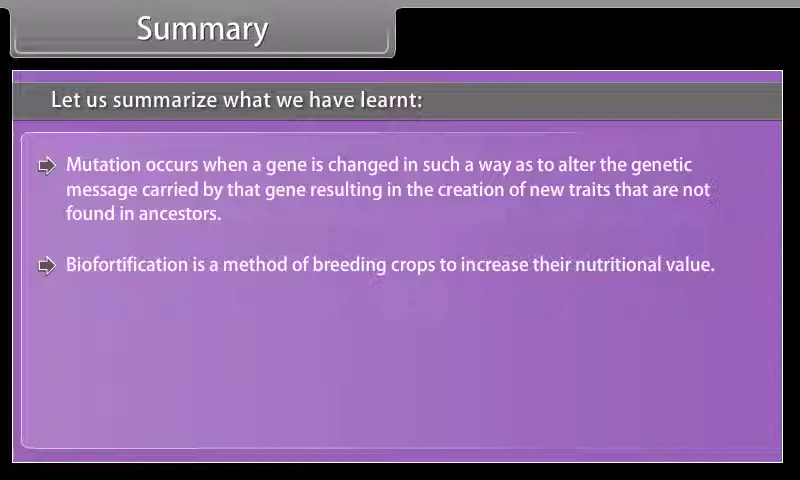 Summary
Let us summarize what we have learnt:
Mutation occurs when a gene is changed in such a way as to alter the genetic
message carried by that gene resulting in the creation of new traits that are not
found in ancestors.
Biofortification is a method of breeding crops to increase their nutritional value.